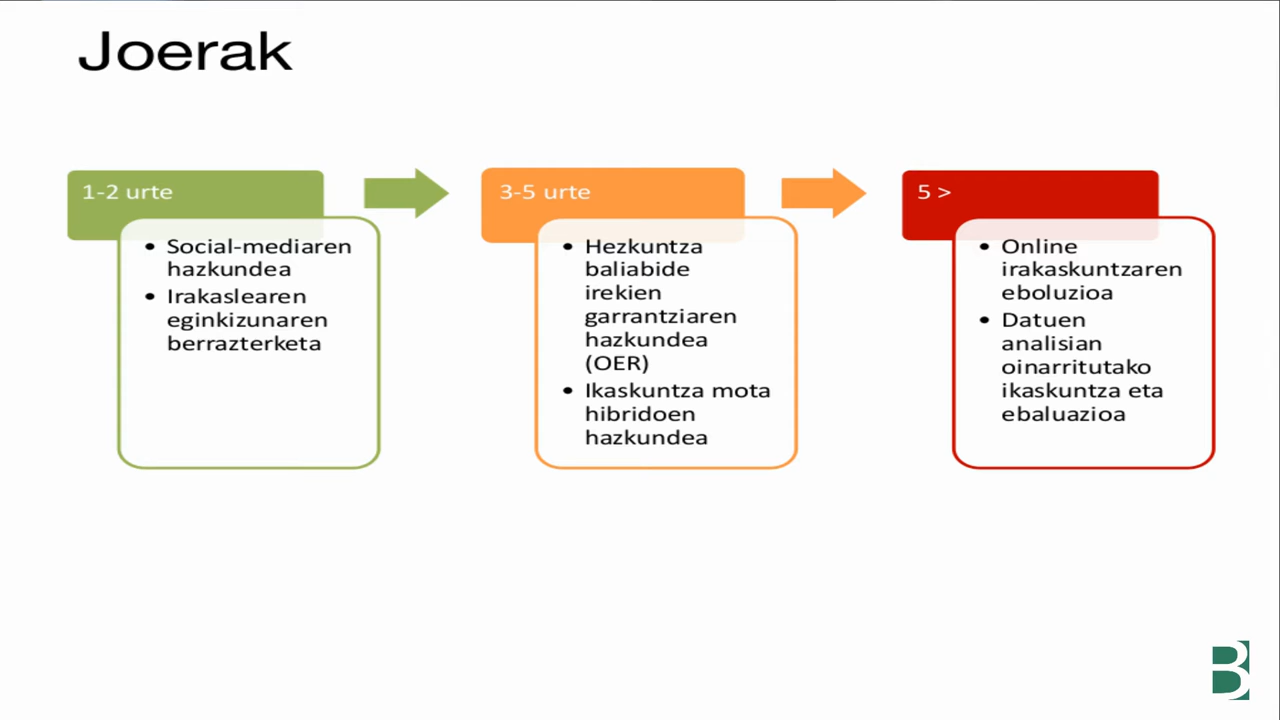 Joerak
1-2 urte
• Social-mediaren
hazkundea
• Irakaslearen
eginkizunaren
berrazterketa
3-5 urte
• Hezkuntza
baliabide
irekien
garrantziaren
hazkundea
(OER)
• Ikaskuntza mota
hibridoen
hazkundea
5 >
• Online
irakaskuntzaren
eboluzioa
• Datuen
analisian
oinarritutako
ikaskuntza eta
ebaluazioa
B